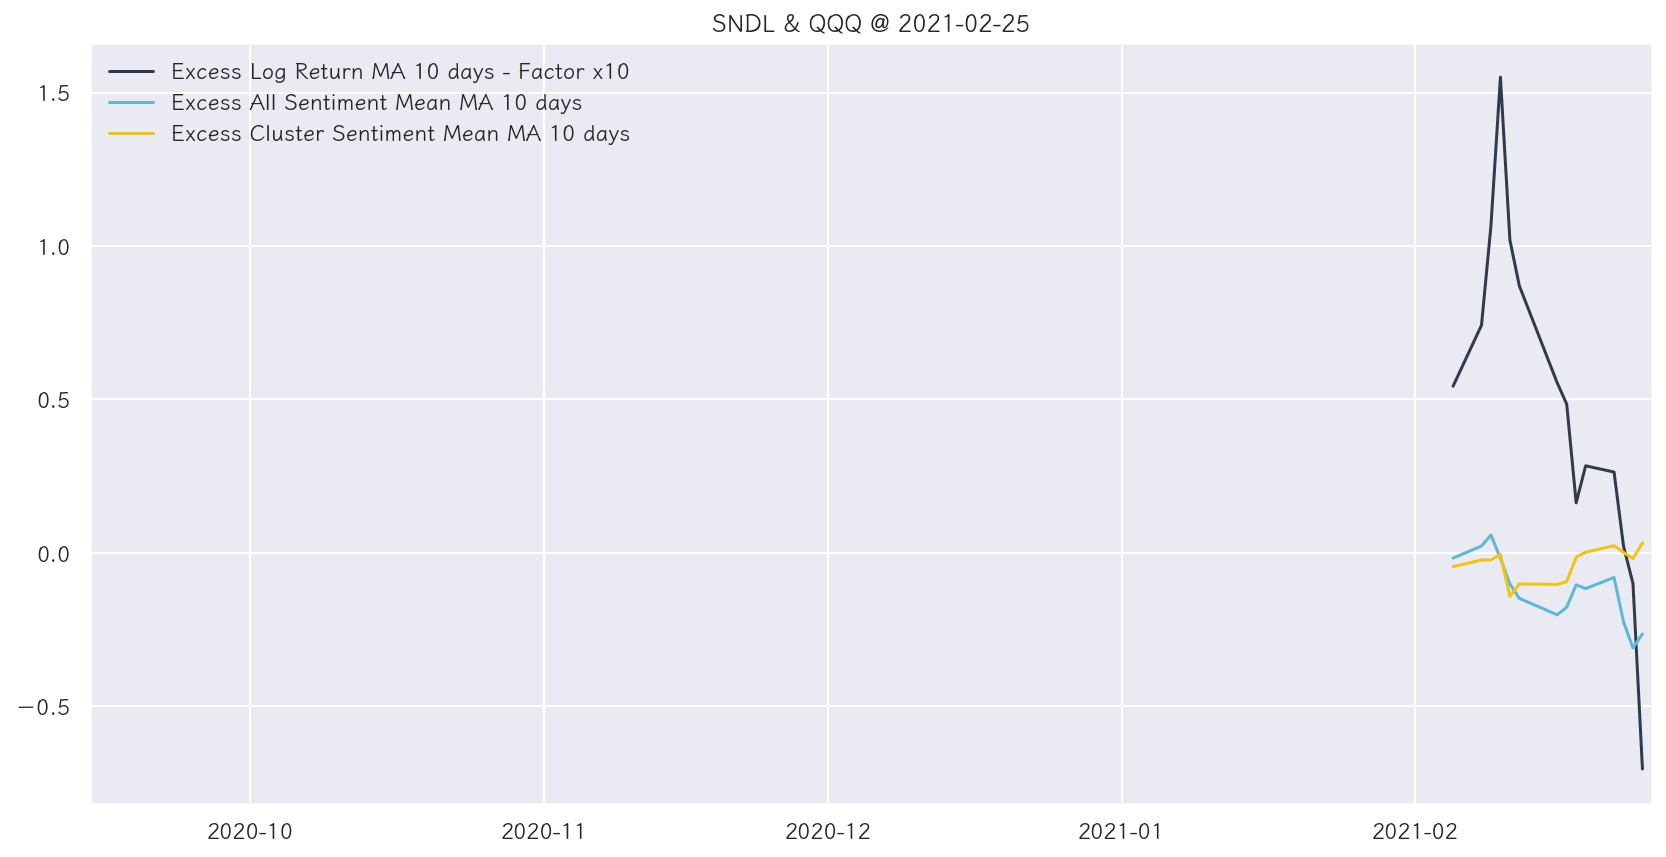 SNDL & QQQ @ 2021-02-25
Excess Log Return MA 10 days - Factor x10
Excess All Sentiment Mean MA 10 days
Excess Cluster Sentiment Mean MA 10 days
1.5
1.0
0.5
0.0
−0.5
2020-10
2020-11
2020-12
2021-01
2021-02